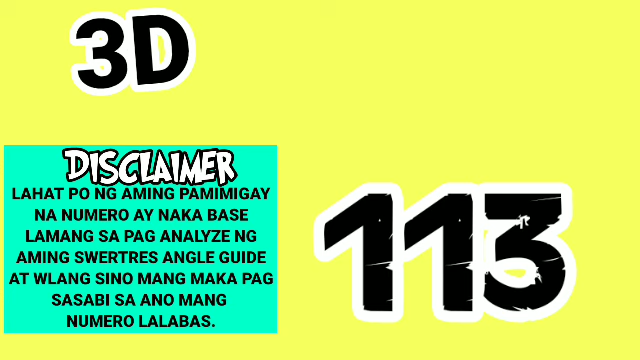 3D
DISCLAIMER
LAHAT PO NG AMING PAMIMIGAY
NA NUMERO AY NAKA BASE
LAMANG SA PAG ANALYZE NG
AMING SWERTRES ANGLE GUIDE
AT WLANG SINO MANG MAKA PAG
SASABI SA ANO MANG
NUMERO LALABAS.
113